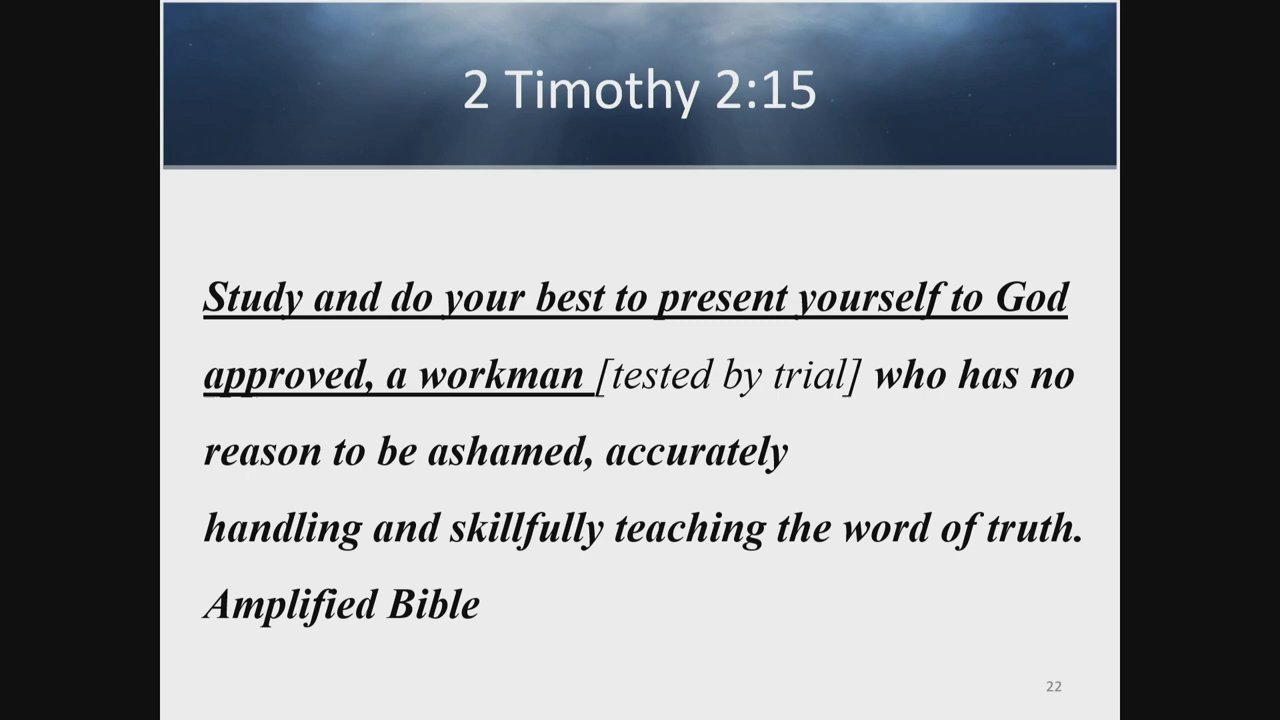 2 Timothy 2:15
Study and do your best to present yourself to God
approved, a workman [tested by trial] who has no
reason to be ashamed, accurately
handling and skillfully teaching the word of truth.
Amplified Bible
22